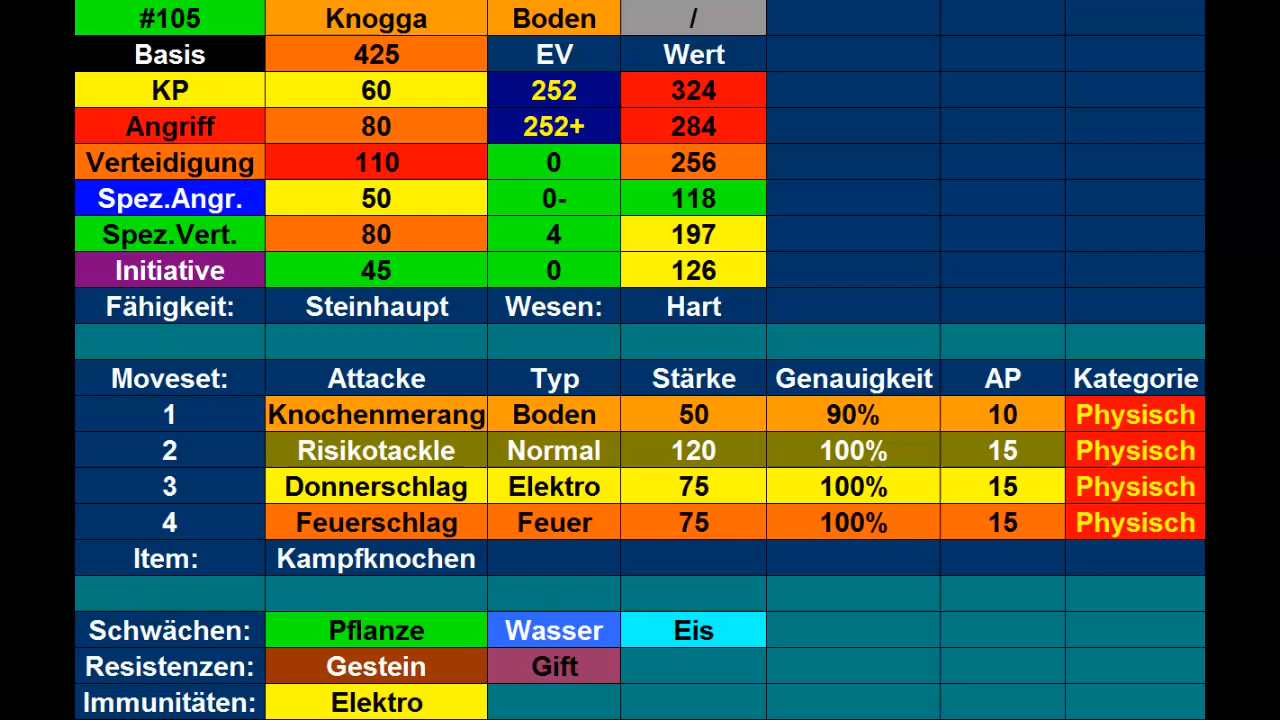 #105 Knogga Boden /
Basis 425 EV Wert
KP 60 252 324
Angriff 80 252+ 284
Verteidigung 110 0 256
Spez.Angr. 50 0- 118
Spez.Vert. 80 4 197
Initiative 45 0 126
Fähigkeit: Steinhaupt Wesen: Hart
Moveset: Attacke Typ Stärke Genauigkeit AP Kategorie
1 Knochenmerang Boden 50 90% 10 Physisch
2 Risikotackle Normal 120 100% 15 Physisch
3 Donnerschlag Elektro 75 100% 15 Physisch
4 Feuerschlag Feuer 75 100% 15 Physisch
Item: Kampfknochen
Schwächen: Pflanze Wasser Eis
Resistenzen: Gestein Gift
Immunitäten: Elektro